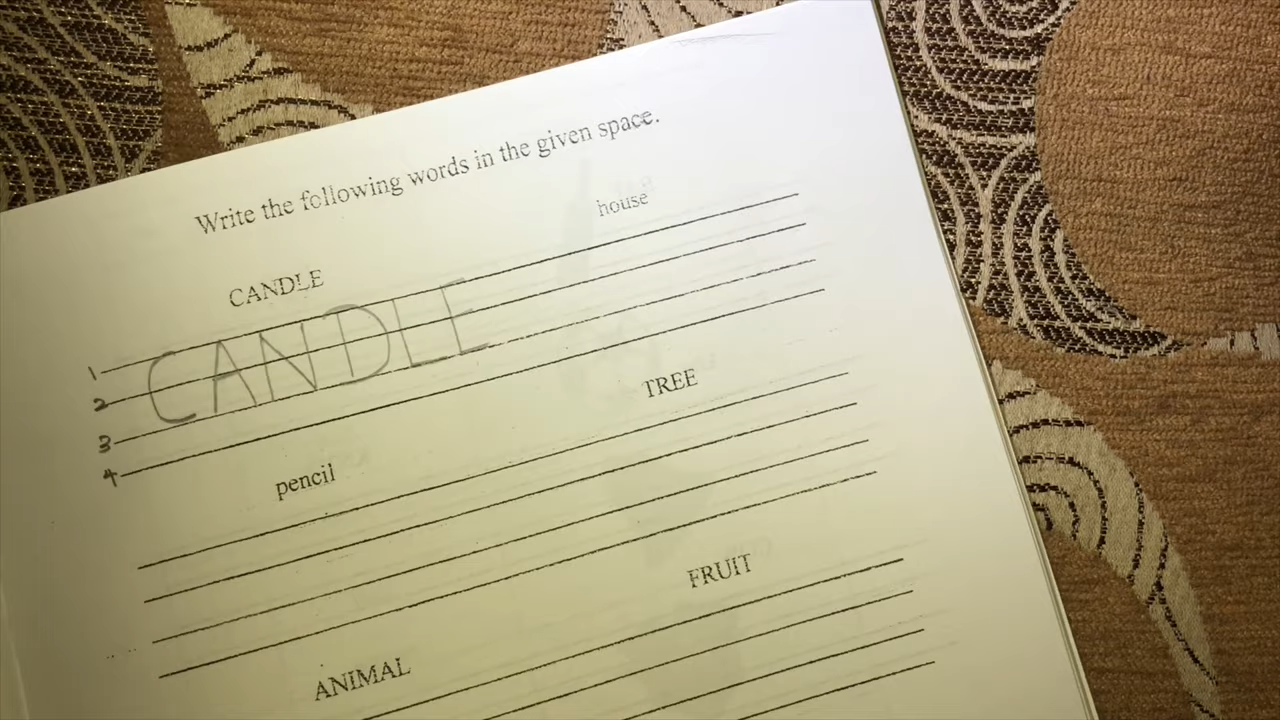 Write the following words in the given space.
CANDLE house
1 CANDLE
2
3
4
pencil TREE
ANIMAL FRUIT